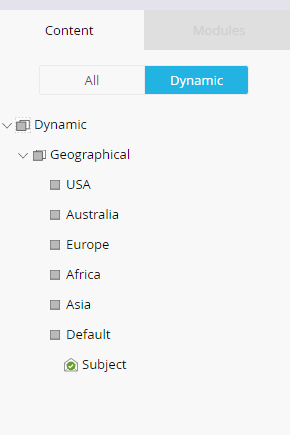 Content Modules
All Dynamic
Dynamic
Geographical
USA
Australia
Europe
Africa
Asia
Default
Subject